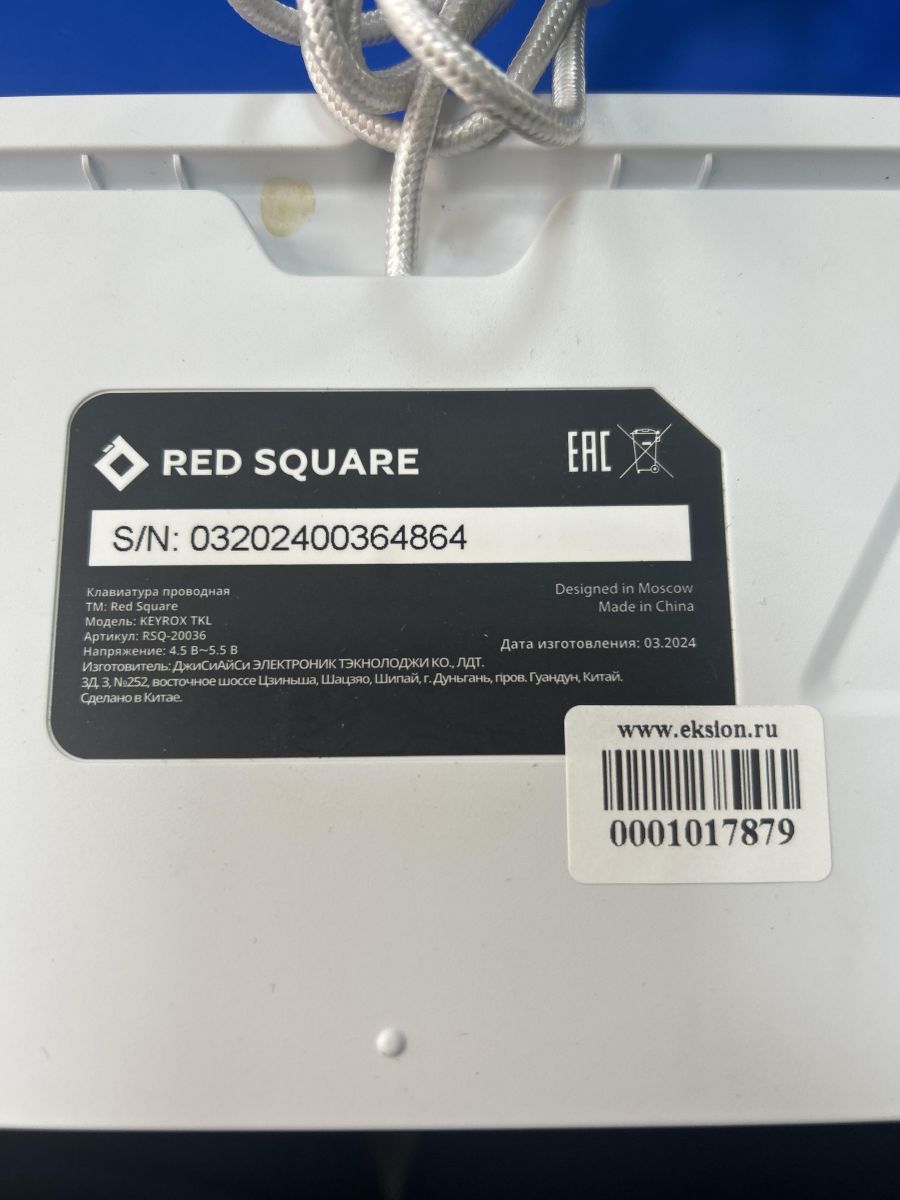 RED SQUARE
EAC
S/N: 03202400364864
Клавиатура проводная
ТМ: Red Square
Модель: KEYROX TKL
Артикул: RSQ-20036
Напряжение: 4.5 В~5.5 В
Изготовитель: ДжиСиАйСи ЭЛЕКТРОНИК ТЭКНОЛОДЖИ КО., ЛДТ.
ЗД. 3, №252, восточное шоссе Цзиньша, Шацзяо, Шипай, г. Дуньгань, пров. Гуандун, Китай.
Сделано в Китае.
Designed in Moscow
Made in China
Дата изготовления: 03.2024
www.eksion.ru
0001017879